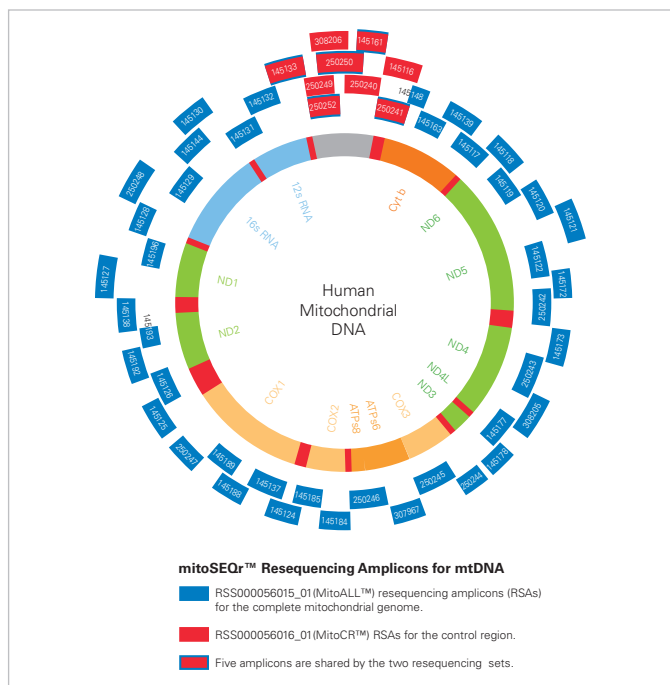 308206
145161
250250
145133
145116
250249
250240
145132
145148
250252
250241
145130
145139
145131
145163
145144
145117
145118
145129
145119
250248
145120
145128
145121
145196
145122
145127
145172
250242
145138
145193
145173
145192
250243
145126
308205
145125
145177
250247
145178
145189
250245
250244
145188
145137
145185
250246
145124
145184
307967
12s RNA
Cyt b
16s RNA
ND6
ND1
ND5
Human
Mitochondrial
DNA
ND2
ND4
ND4L
ND3
COX1
COX2
ATPs8
ATPs6
COX3
mitoSEQr™ Resequencing Amplicons for mtDNA
RSS000056015_01(MitoALL™) resequencing amplicons (RSAs)
for the complete mitochondrial genome.
RSS000056016_01(MitoCR™) RSAs for the control region.
Five amplicons are shared by the two resequencing sets.